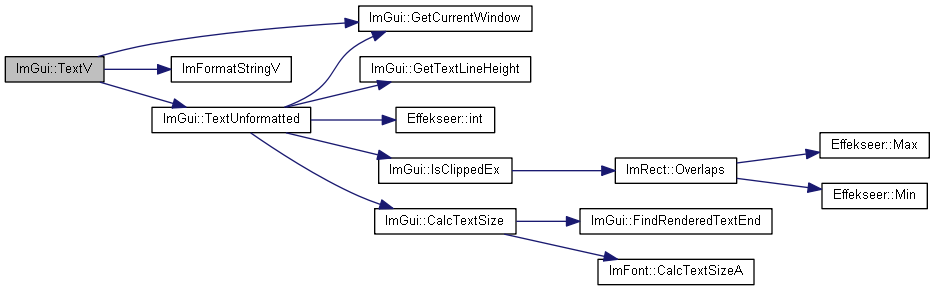 ImGui::GetCurrentWindow
ImGui::TextV
ImFormatStringV
ImGui::GetTextLineHeight
ImGui::TextUnformatted
Effekseer::int
Effekseer::Max
ImGui::IsClippedEx
ImRect::Overlaps
Effekseer::Min
ImGui::CalcTextSize
ImGui::FindRenderedTextEnd
ImFont::CalcTextSizeA